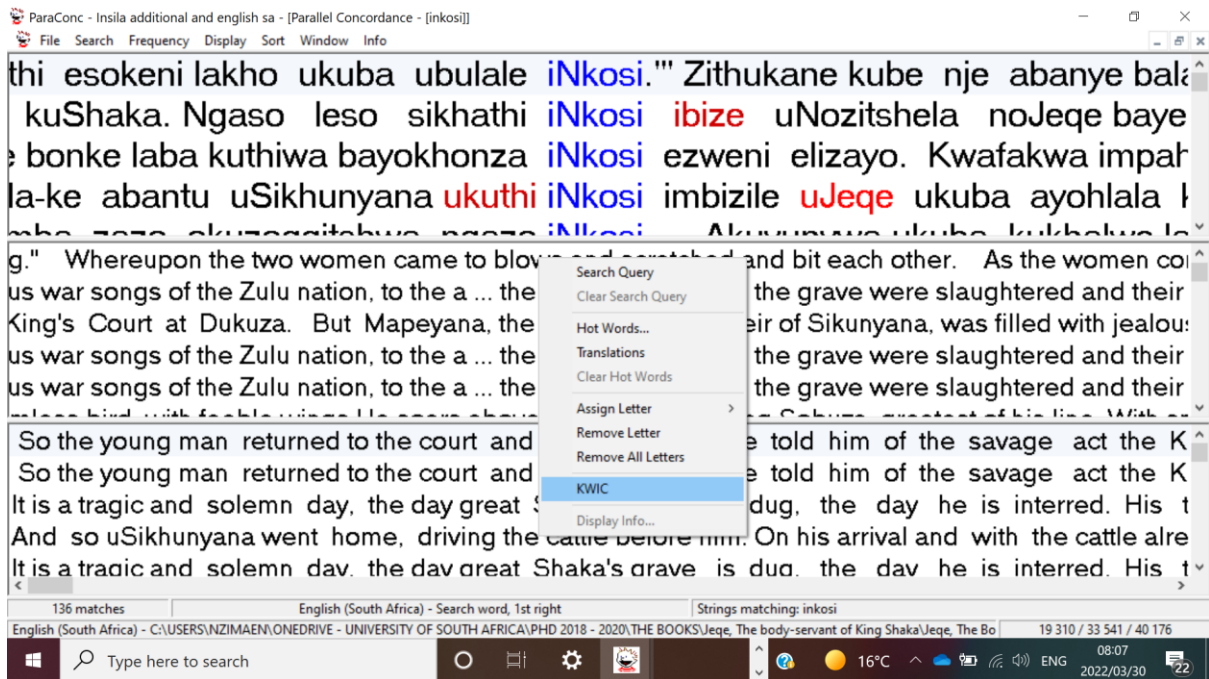 ParaConc - Insila additional and english sa - [Parallel Concordance - [inkosi]]
File Search Frequency Display Sort Window Info
thi esokeni lakho ukuba ubulale iNkosi."' Zithukane kube nje abanye bala
kuShaka. Ngaso leso sikhathi iNkosi ibize uNozitshela noJeqe baye
bonke laba kuthiwa bayokhonza iNkosi ezweni elizayo. Kwafakwa impah
la-ke abantu uSikhunyana ukuthi iNkosi imbizile uJeqe ukuba ayohlala
iNkosi
g." Whereupon the two women came to blows and scratched and bit each other. As the women co
us war songs of the Zulu nation, to the a ... the the grave were slaughtered and their
King's Court at Dukuza. But Mapeyana, the eir of Sikunyana, was filled with jealou
us war songs of the Zulu nation, to the a ... the the grave were slaughtered and their
us war songs of the Zulu nation, to the a ... the the grave were slaughtered and their
Search Query
Clear Search Query
Hot Words...
Translations
Clear Hot Words
Assign Letter
Remove Letter
Remove All Letters
KWIC
Display Info...
So the young man returned to the court and e told him of the savage act the K
So the young man returned to the court and e told him of the savage act the K
It is a tragic and solemn day, the day great dug, the day he is interred. His t
And so uSikhunyana went home, driving the cattle before him. On his arrival and with the cattle alre
It is a tragic and solemn day, the day great Shaka's grave is dug, the day he is interred. His t
136 matches English (South Africa) - Search word, 1st right Strings matching: inkosi
English (South Africa) - C:\USERS\NZIMAEN\ONEDRIVE - UNIVERSITY OF SOUTH AFRICA\PHD 2018 - 2020\THE BOOKS\Jeqe, The body-servant of King Shaka\Jeqe, The Bo 19 310 / 33 541 / 40 176
Type here to search 16°C ENG 08:07
2022/03/30 22